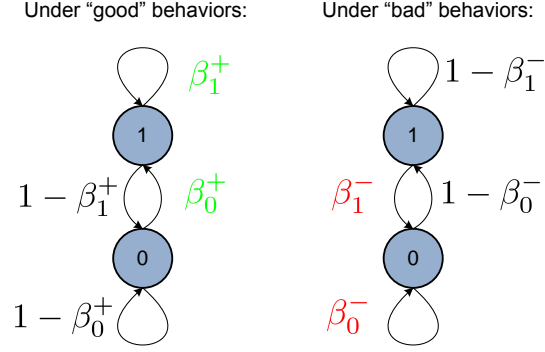 Under “good” behaviors:
Under “bad” behaviors:
β₁⁺
1 − β₁⁻
1
1
1 − β₁⁺
β₀⁺
β₁⁻
1 − β₀⁻
0
0
1 − β₀⁺
β₀⁻